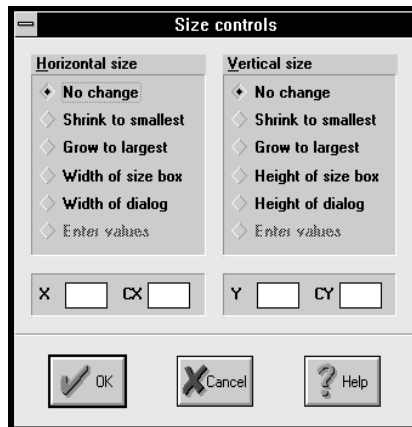 Size controls
Horizontal size
No change
Shrink to smallest
Grow to largest
Width of size box
Width of dialog
Enter values
Vertical size
No change
Shrink to smallest
Grow to largest
Height of size box
Height of dialog
Enter values
X CX
Y CY
OK Cancel Help